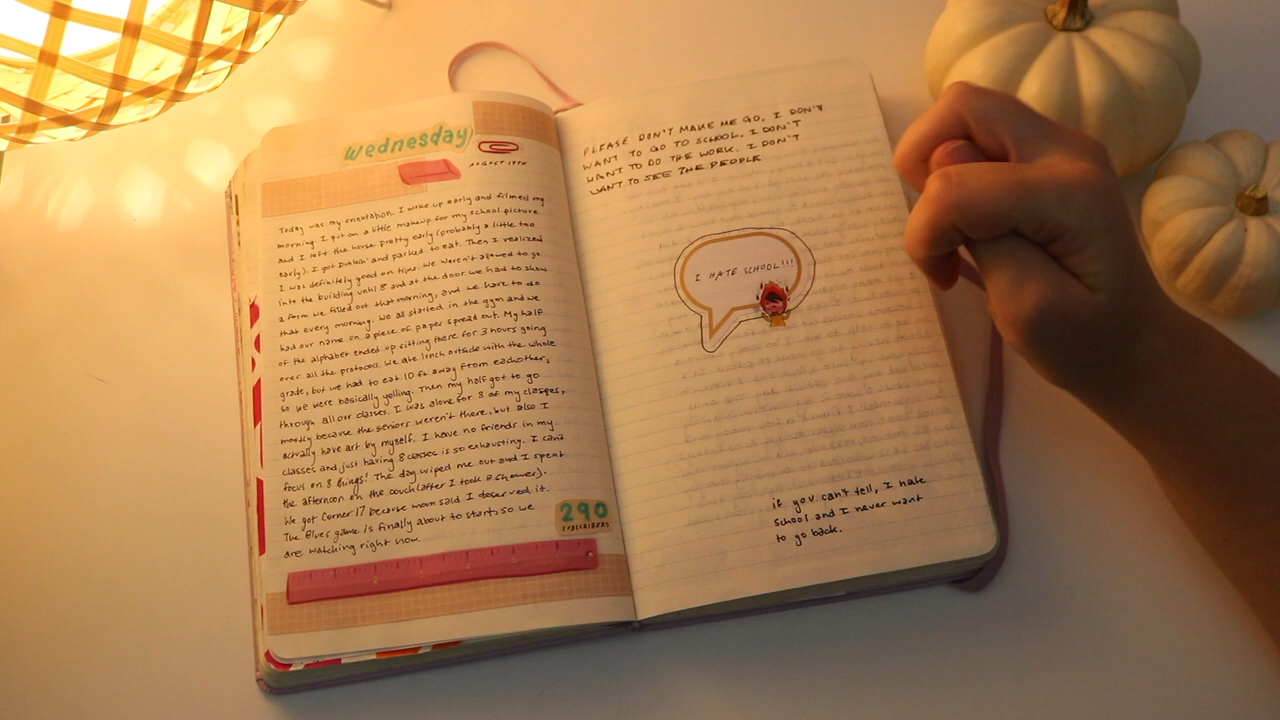 wednesday
AUGUST 19TH
Today was my orientation. I woke up early and filmed my
morning. I put on a little makeup for my school picture
and I left the house pretty early (probably a little too
early). I got Dunkin' and parked to eat. Then I realized
I was definitely good on time. We weren't allowed to go
into the building until 8 and at the door we had to show
a form we filled out that morning, and we have to do
that every morning. We all started in the gym and we
had our name on a piece of paper spread out. My half
of the alphabet ended up sitting there for 3 hours going
over all the protocols. We ate lunch outside with the whole
grade, but we had to eat 10 ft away from eachother,
so we were basically yelling. Then my half got to go
through all our classes. I was alone for 8 of my classes,
mostly because the seniors weren't there, but also I
actually have art by myself. I have no friends in my
classes and just having 8 classes is so exhausting. I can't
focus on 8 things! The day wiped me out and I spent
the afternoon on the couch (after I took a shower).
We got Corner 17 because mom said I deserved it.
The Blues game is finally about to start, so we
are watching right now.
290
SUBSCRIBERS
PLEASE DON'T MAKE ME GO. I DON'T
WANT TO GO TO SCHOOL. I DON'T
WANT TO DO THE WORK. I DON'T
WANT TO SEE THE PEOPLE.
I HATE SCHOOL!!!
if you can't tell, I hate
school and I never want
to go back.